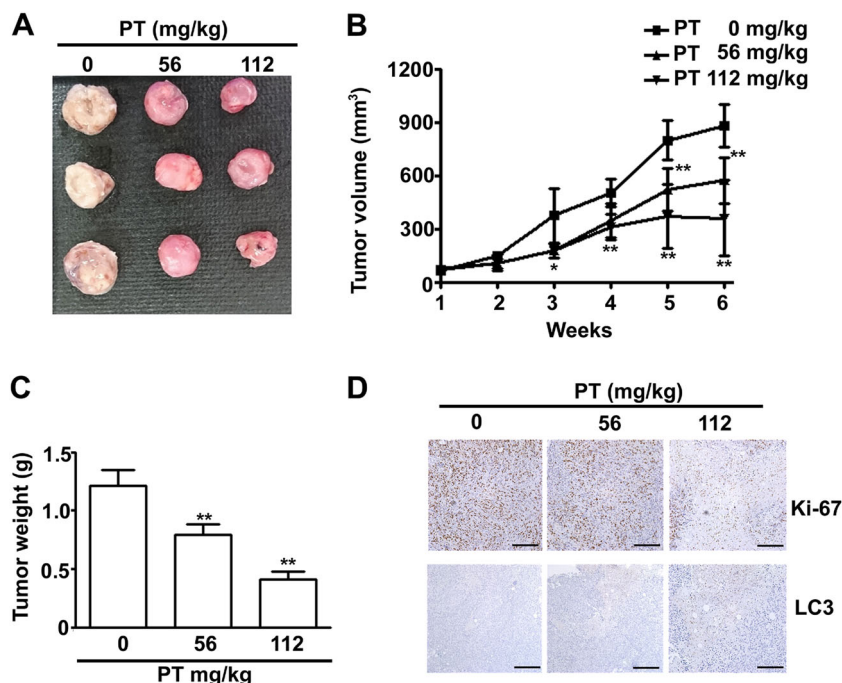 A
PT (mg/kg)
0 56 112
B
PT 0 mg/kg
PT 56 mg/kg
PT 112 mg/kg
Tumor volume (mm³)
1200
900
600
300
0
** **
* ** ** **
1 2 3 4 5 6
Weeks
C
Tumor weight (g)
1.5
1.0
0.5
0
**
**
0 56 112
PT mg/kg
D
PT (mg/kg)
0 56 112
Ki-67
LC3